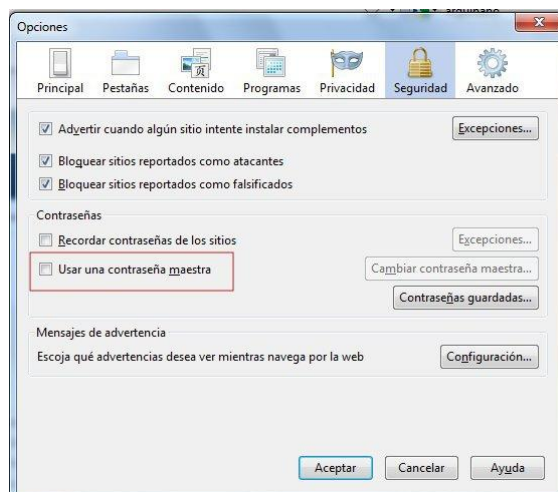 arquinano
Opciones
Principal Pestañas Contenido Programas Privacidad Seguridad Avanzado
Advertir cuando algún sitio intente instalar complementos Excepciones...
Bloquear sitios reportados como atacantes
Bloquear sitios reportados como falsificados
Contraseñas
Recordar contraseñas de los sitios Excepciones...
Usar una contraseña maestra Cambiar contraseña maestra...
Contraseñas guardadas...
Mensajes de advertencia
Escoja qué advertencias desea ver mientras navega por la web Configuración...
Aceptar Cancelar Ayuda